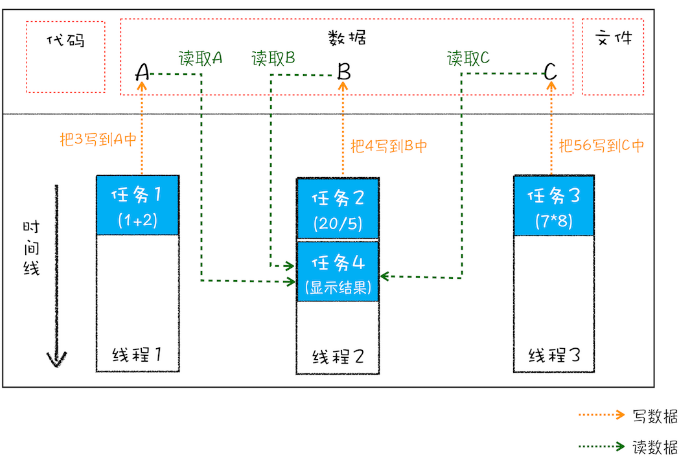 代码
数据
文件
A
读取A
读取B
B
读取C
C
把3写到A中
把4写到B中
把56写到C中
时间线
任务1
(1+2)
任务2
(20/5)
任务3
(7*8)
任务4
(显示结果)
线程1
线程2
线程3
写数据
读数据